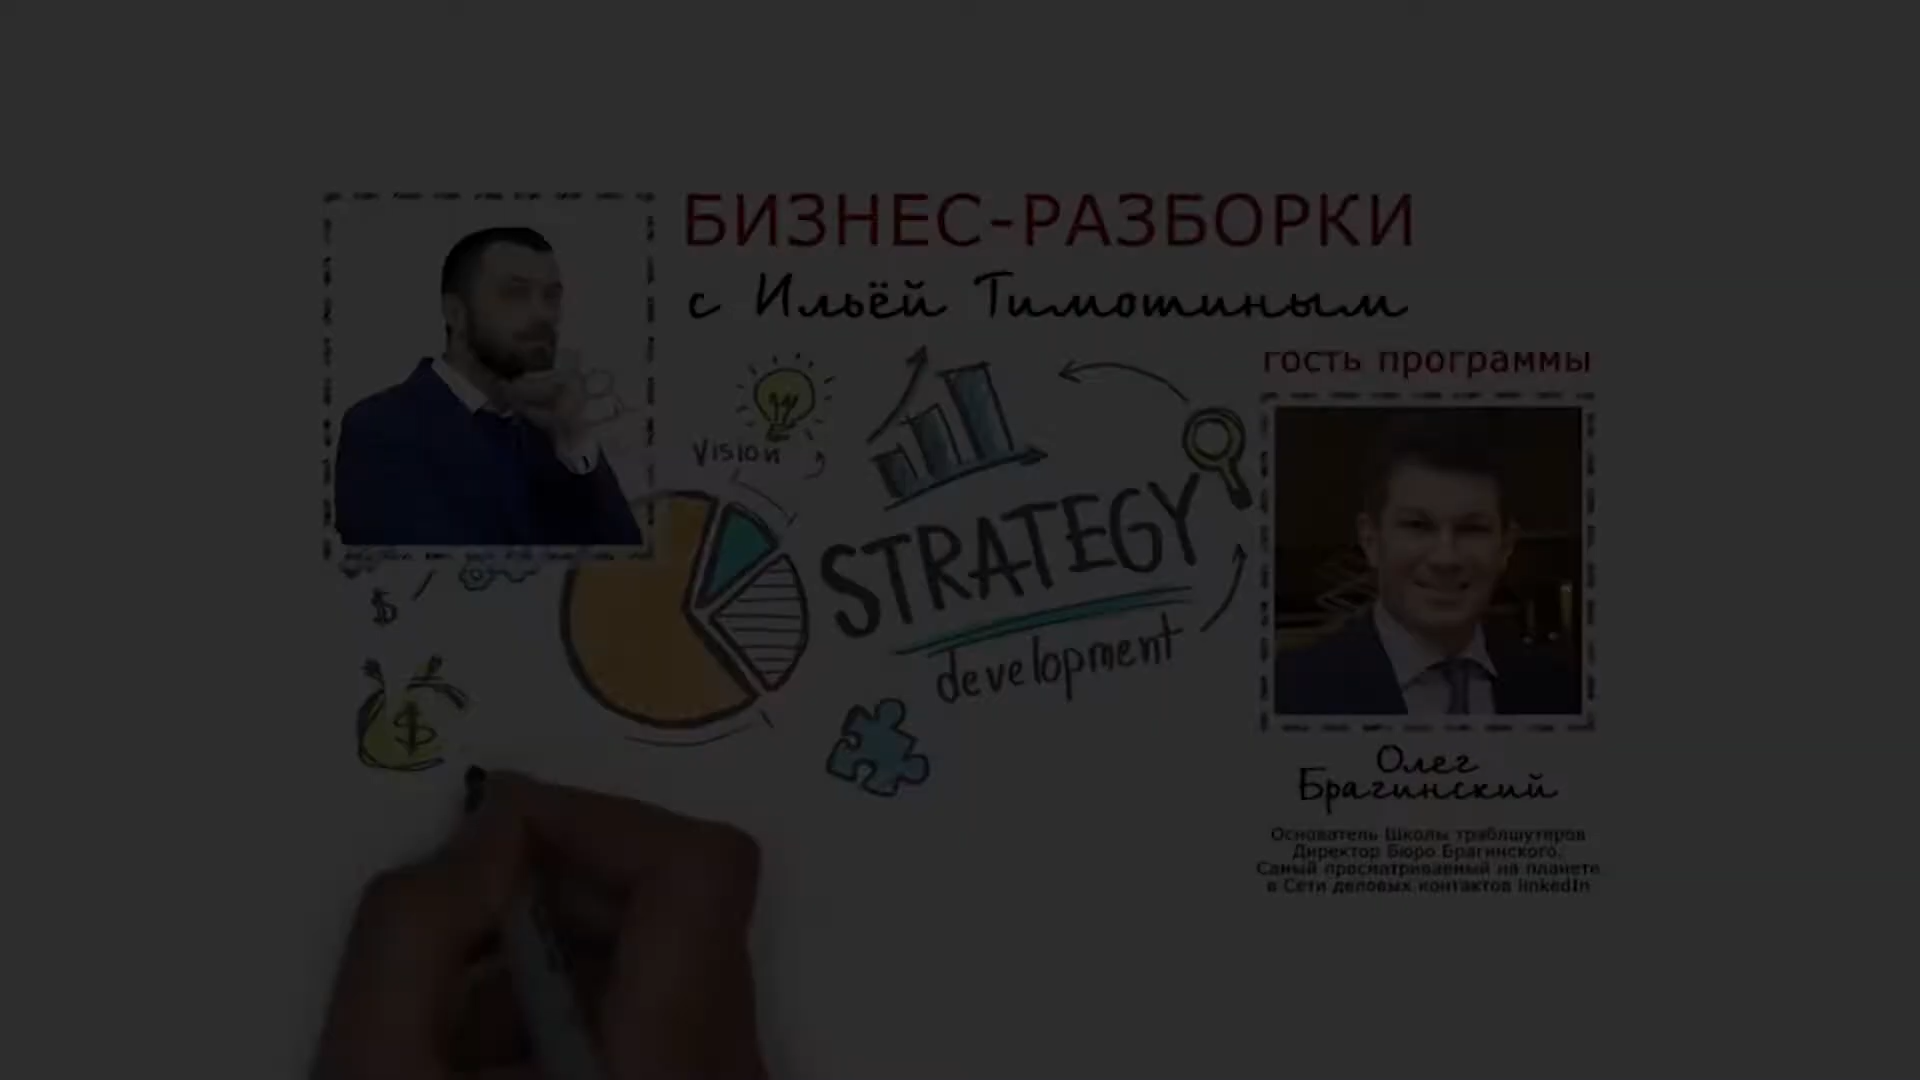 БИЗНЕС-РАЗБОРКИ
с Ильёй Тимотиным
гость программы
Vision
STRATEGY
development
$
$
Олег
Брагинский
Основатель Школы траблшутеров
Директор Бюро Брагинского.
Самый просматриваемый на планете
в Сети деловых контактов linkedIn